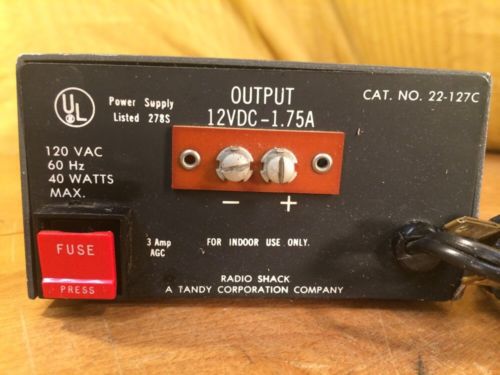 UL
Power Supply
Listed 278S
OUTPUT
12VDC-1.75A
CAT. NO. 22-127C
120 VAC
60 Hz
40 WATTS
MAX.
- +
FUSE
PRESS
3 Amp
AGC
FOR INDOOR USE ONLY.
RADIO SHACK
A TANDY CORPORATION COMPANY